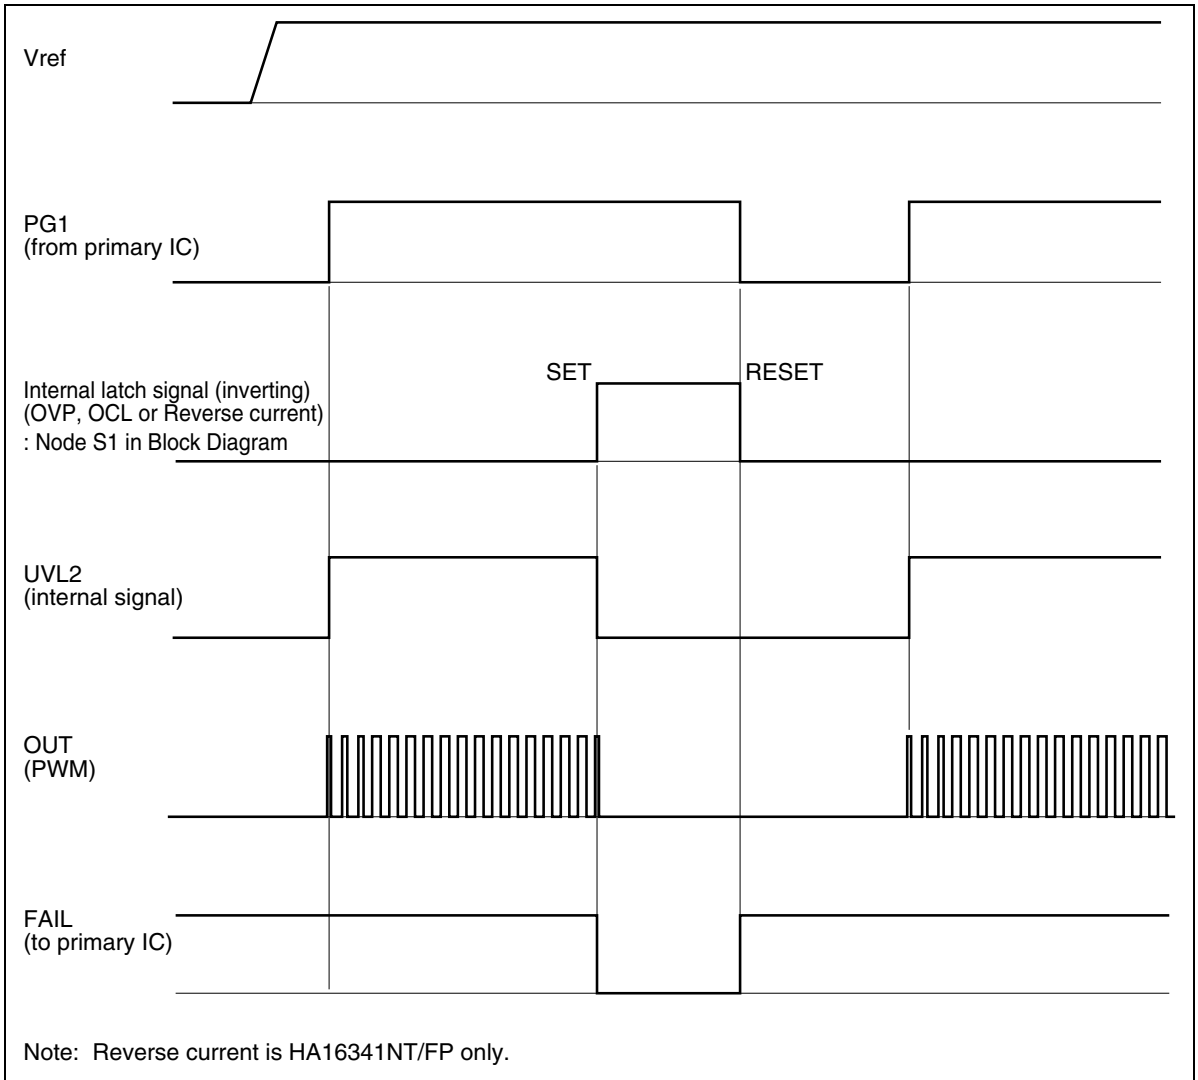 Vref
PG1
(from primary IC)
SET
RESET
Internal latch signal (inverting)
(OVP, OCL or Reverse current)
: Node S1 in Block Diagram
UVL2
(internal signal)
OUT
(PWM)
FAIL
(to primary IC)
Note: Reverse current is HA16341NT/FP only.